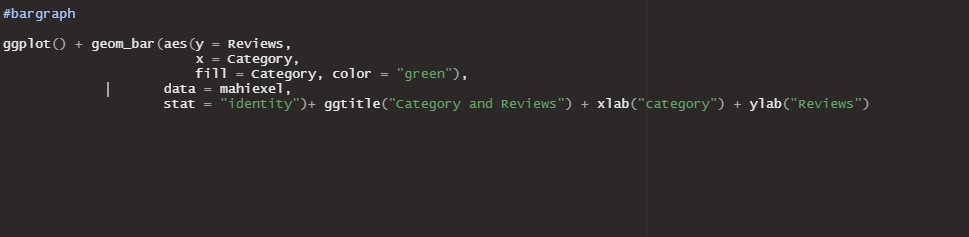 #bargraph
ggplot() + geom_bar(aes(y = Reviews,
x = Category,
fill = Category, color = "green"),
data = mahiexel,
stat = "identity")+ ggtitle("Category and Reviews") + xlab("category") + ylab("Reviews")